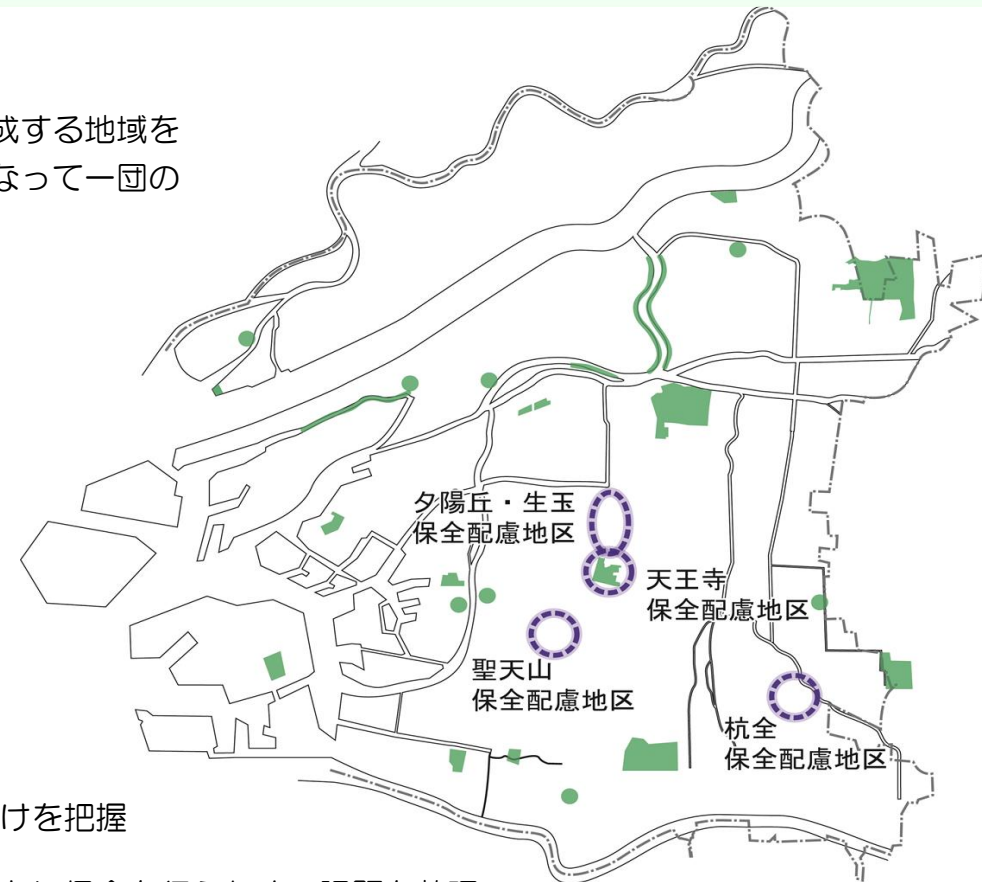 成する地域を
なって一団の
夕陽丘・生玉
保全配慮地区
天王寺
保全配慮地区
聖天山
保全配慮地区
杭全
保全配慮地区
けを把握